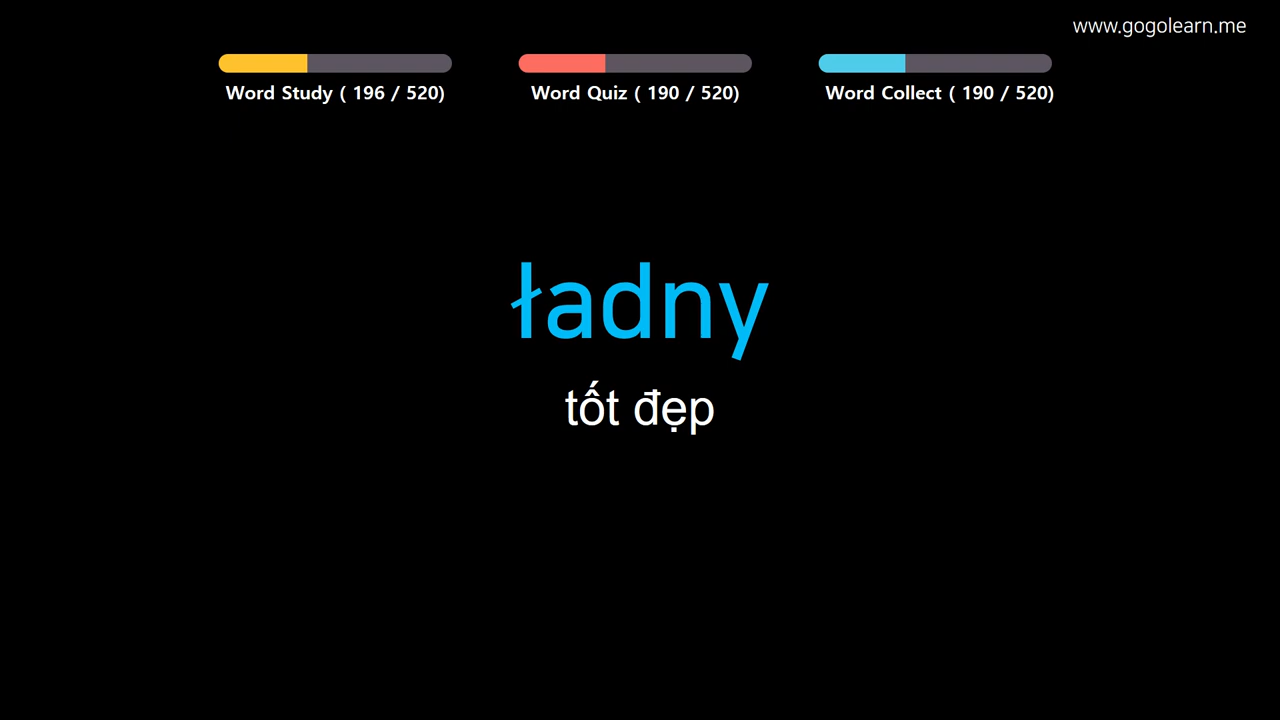 www.gogolearn.me
Word Study ( 196 / 520)
Word Quiz ( 190 / 520)
Word Collect ( 190 / 520)
ładny
tốt đẹp